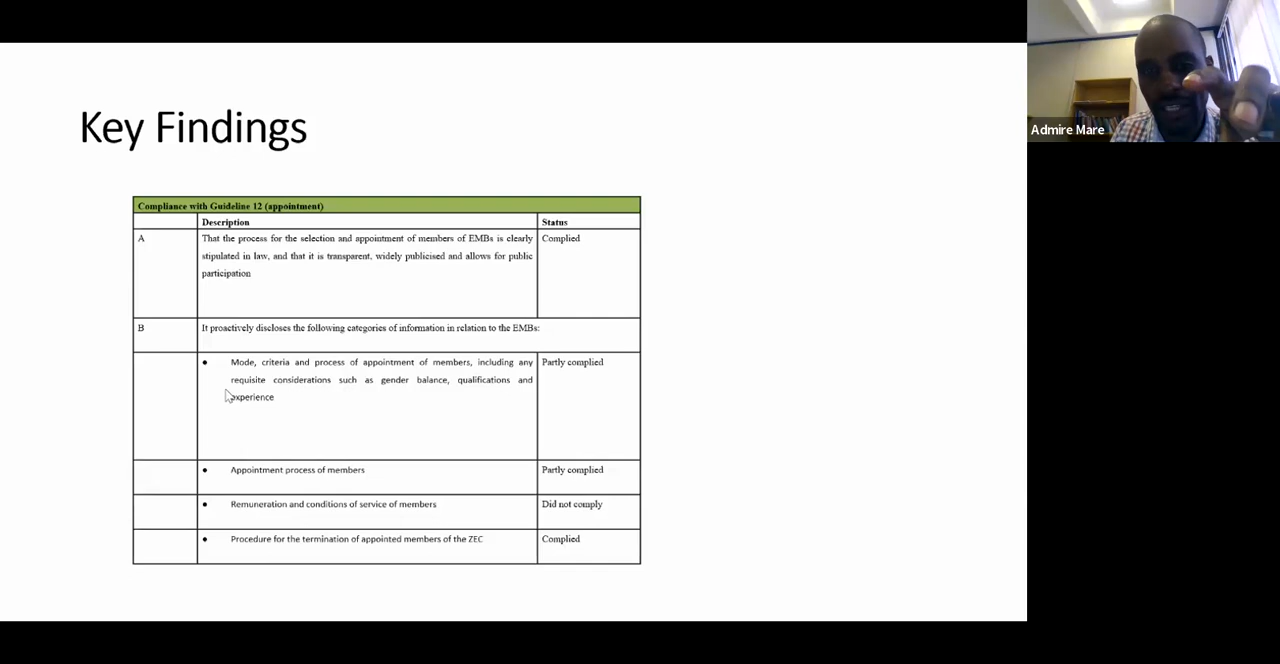 Key Findings
Admire Mare
Compliance with Guideline 12 (appointment)
Description Status
A That the process for the selection and appointment of members of EMBs is clearly Complied
stipulated in law, and that it is transparent, widely publicised and allows for public
participation
B It proactively discloses the following categories of information in relation to the EMBs:
● Mode, criteria and process of appointment of members, including any Partly complied
requisite considerations such as gender balance, qualifications and
experience
● Appointment process of members Partly complied
● Remuneration and conditions of service of members Did not comply
● Procedure for the termination of appointed members of the ZEC Complied